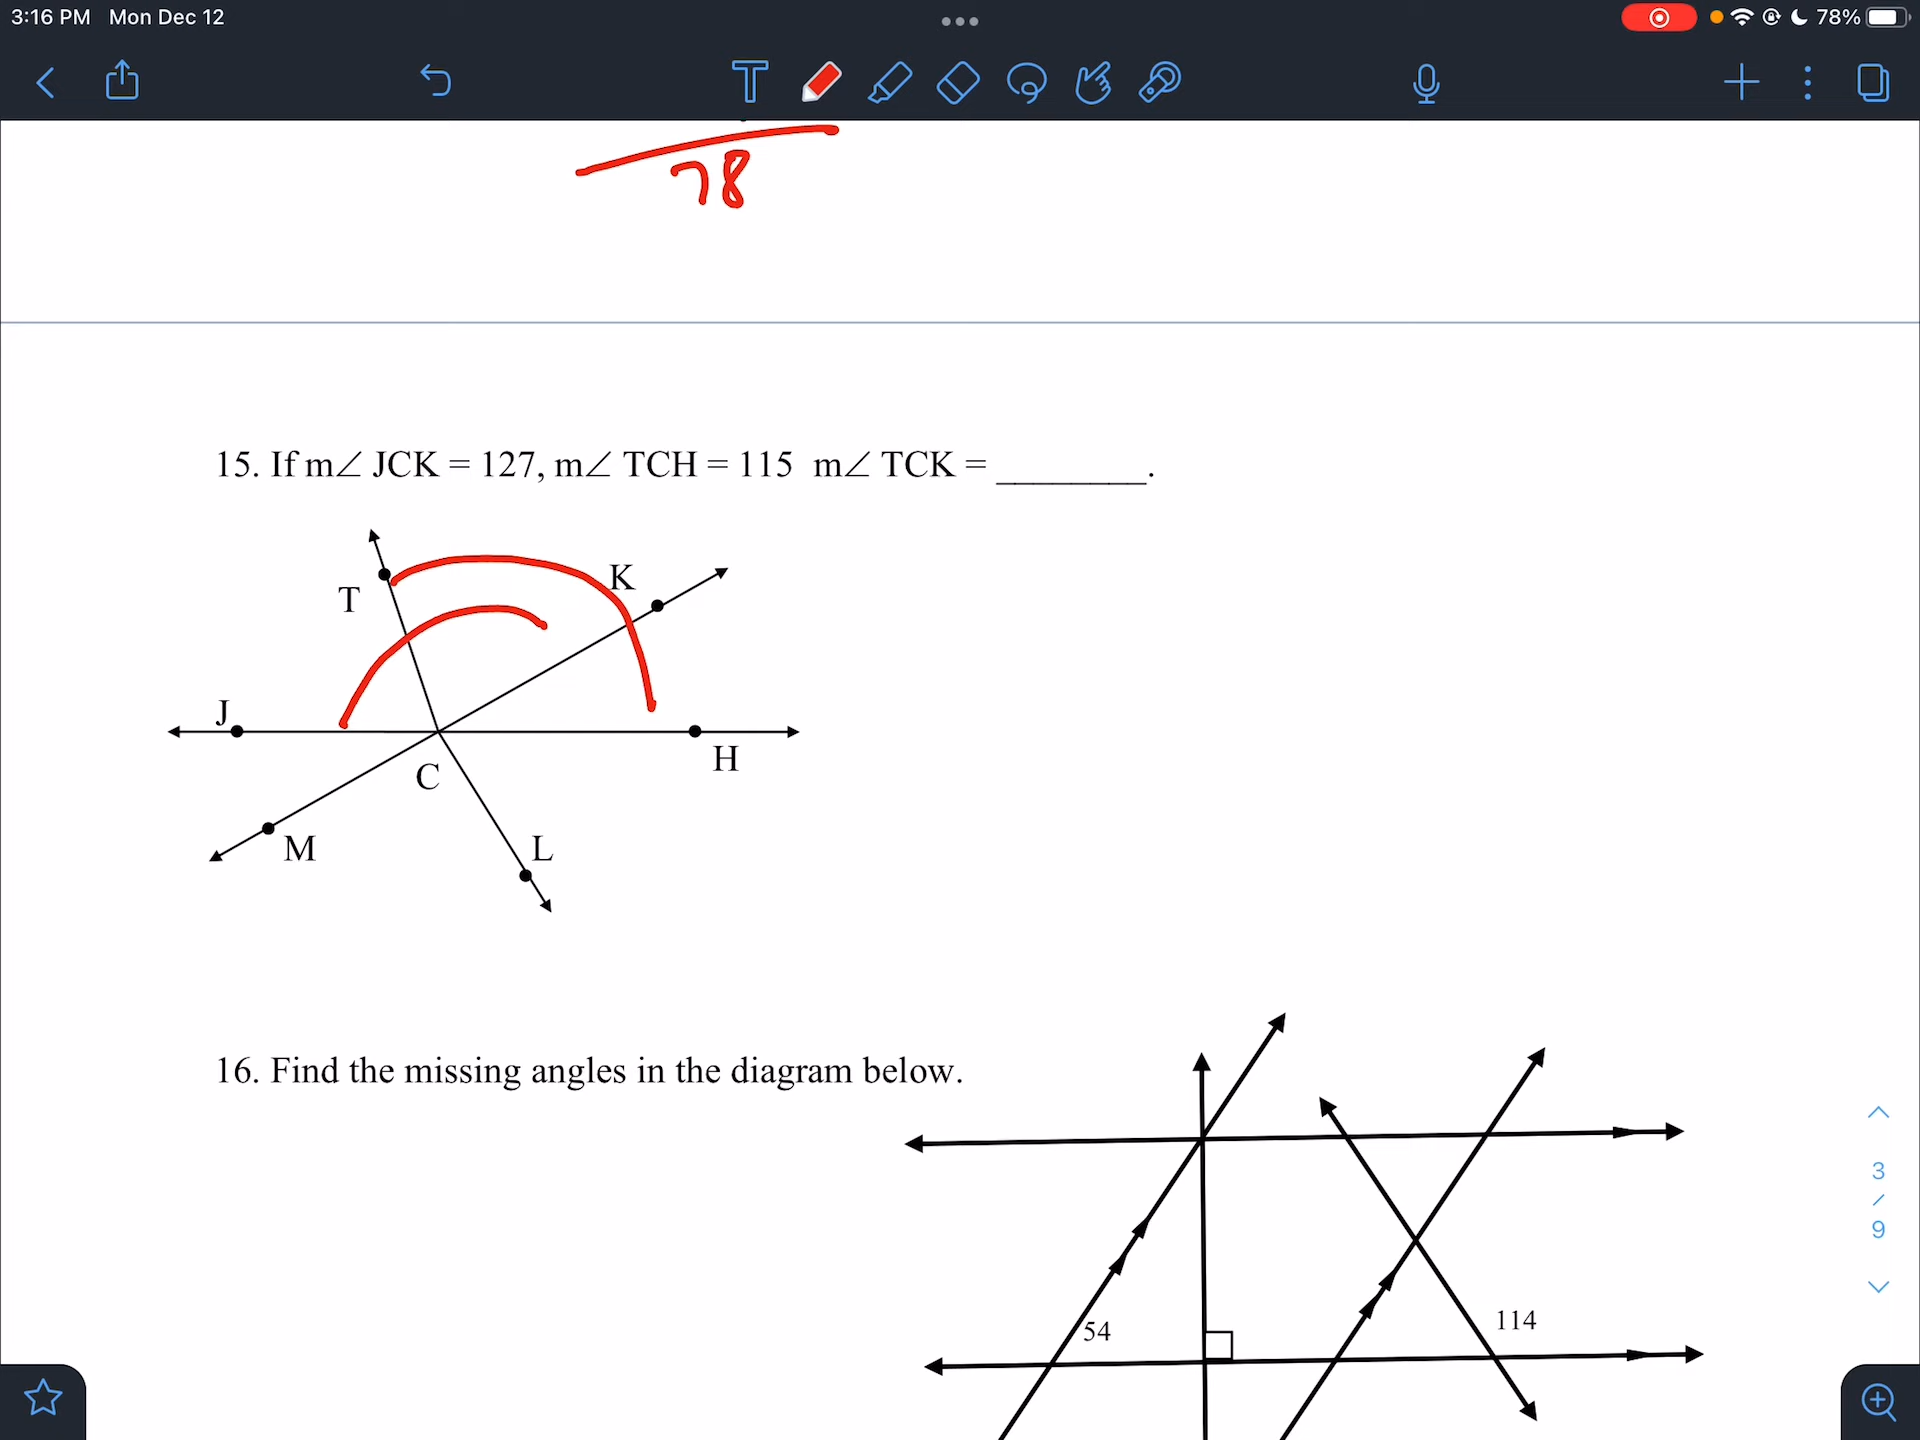 3:16 PM Mon Dec 12
78%
78
15. If m∠ JCK = 127, m∠ TCH = 115 m∠ TCK = ________.
K
T
J
H
C
M
L
16. Find the missing angles in the diagram below.
3
/
9
114
54